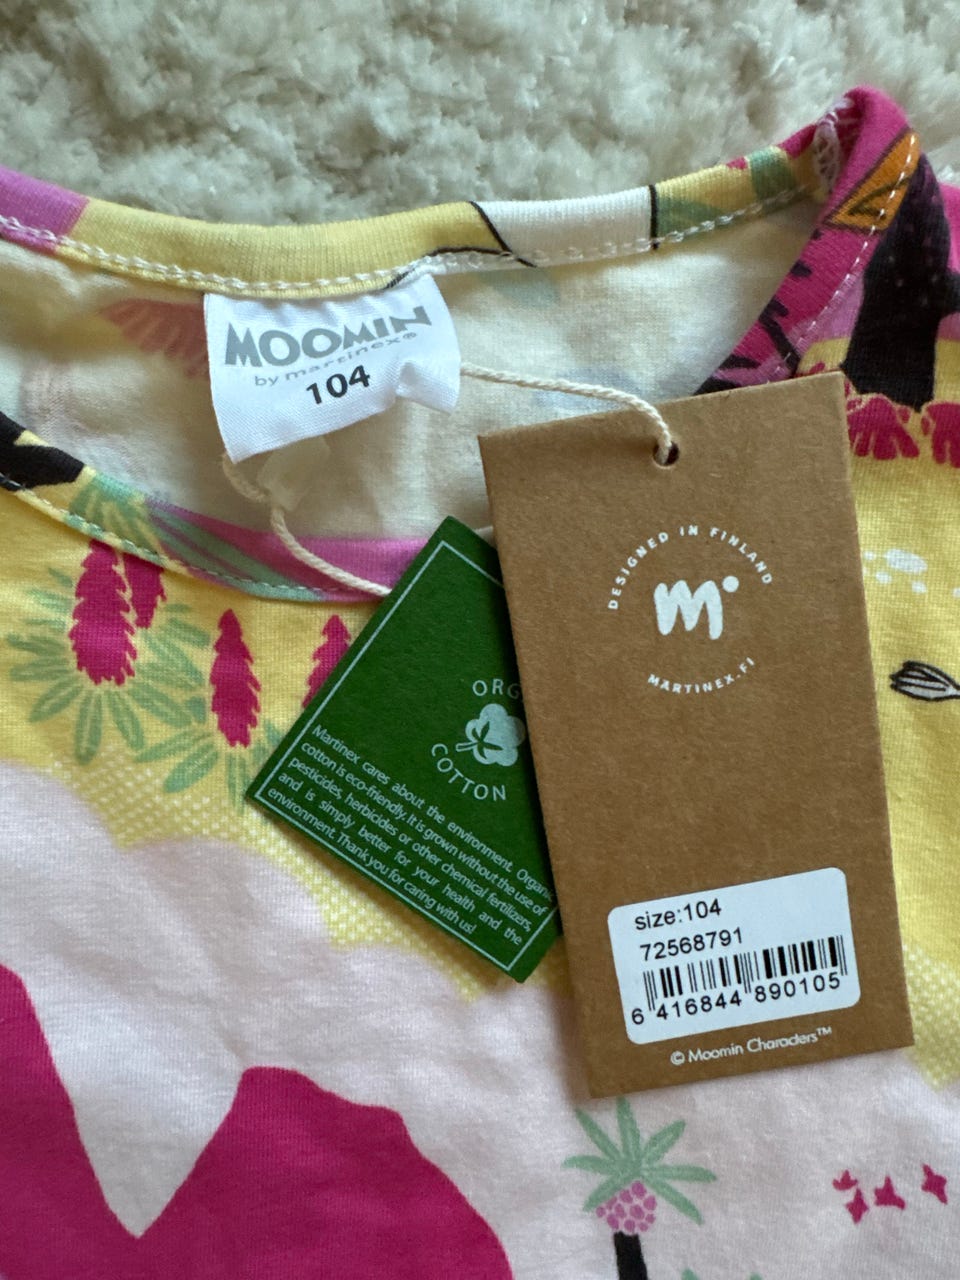 MOOMIN
by martinex®
104
DESIGNED IN FINLAND
m
MARTINEX.FI
COTTON
Martinex cares about the environment.
cotton is eco-friendly. It is grown without the use of
pesticides, herbicides or other chemical fertilizers,
and is simply better for your health and the
environment. Thank you for caring with us!
size:104
72568791
6 416844 890105
© Moomin Characters™